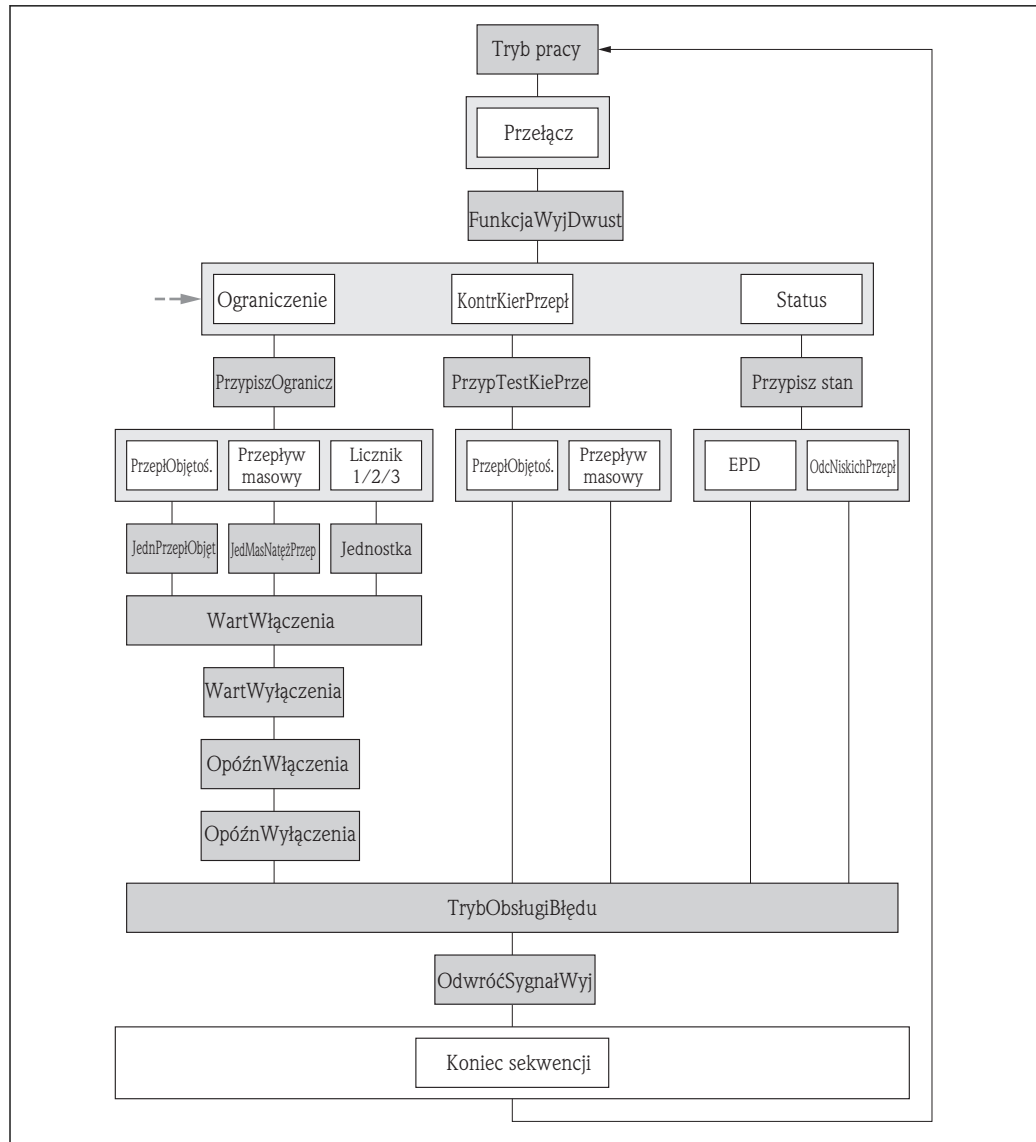 Tryb pracy
Przełącz
FunkcjaWyjDwust
Ograniczenie
KontrKierPrzepł
Status
PrzypiszOgranicz
PrzypTestKiePrze
Przypisz stan
PrzepłObjętoś.
Przepływ
masowy
Licznik
1/2/3
PrzepłObjętoś.
Przepływ
masowy
EPD
OdcNiskichPrzepł
JednPrzepłObjęt
JedMasNatężPrzep
Jednostka
WartWłączenia
WartWyłączenia
OpóźnWłączenia
OpóźnWyłączenia
TrybObsługiBłędu
OdwróćSygnałWyj
Koniec sekwencji